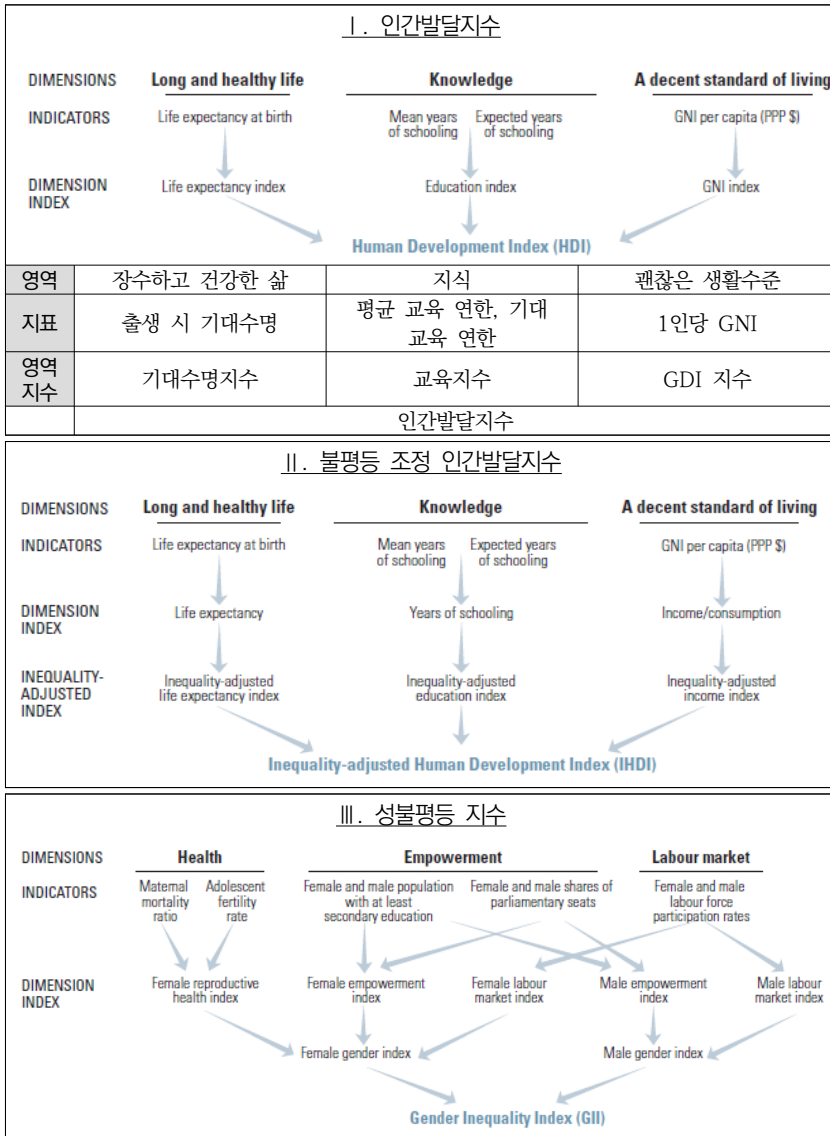 Ⅰ. 인간발달지수
DIMENSIONS Long and healthy life Knowledge A decent standard of living
INDICATORS Life expectancy at birth Mean years of schooling Expected years of schooling GNI per capita (PPP $)
DIMENSION INDEX Life expectancy index Education index GNI index
Human Development Index (HDI)
영역 장수하고 건강한 삶 지식 괜찮은 생활수준
지표 출생 시 기대수명 평균 교육 연한, 기대 교육 연한 1인당 GNI
영역 지수 기대수명지수 교육지수 GDI 지수
인간발달지수
Ⅱ. 불평등 조정 인간발달지수
DIMENSIONS Long and healthy life Knowledge A decent standard of living
INDICATORS Life expectancy at birth Mean years of schooling Expected years of schooling GNI per capita (PPP $)
DIMENSION INDEX Life expectancy Years of schooling Income/consumption
INEQUALITY-ADJUSTED INDEX Inequality-adjusted life expectancy index Inequality-adjusted education index Inequality-adjusted income index
Inequality-adjusted Human Development Index (IHDI)
Ⅲ. 성불평등 지수
DIMENSIONS Health Empowerment Labour market
INDICATORS Maternal mortality ratio Adolescent fertility rate Female and male population with at least secondary education Female and male shares of parliamentary seats Female and male labour force participation rates
DIMENSION INDEX Female reproductive health index Female empowerment index Female labour market index Male empowerment index Male labour market index
Female gender index Male gender index
Gender Inequality Index (GII)